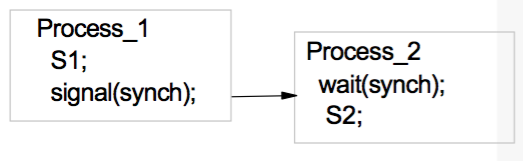 Process_1
S1;
signal(synch);
Process_2
wait(synch);
S2;